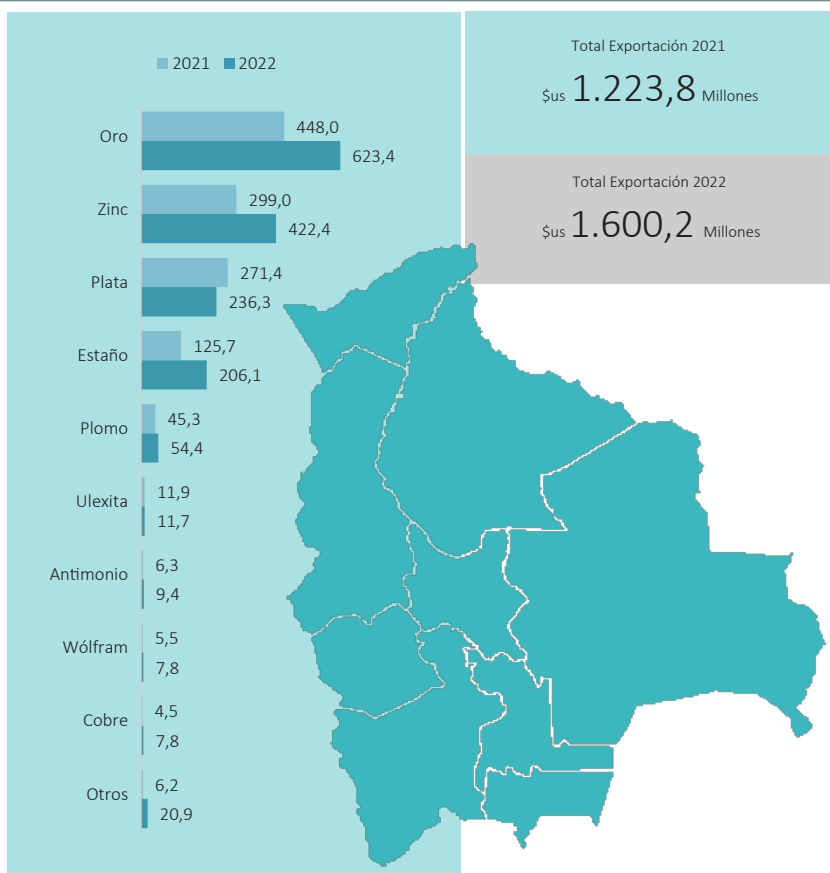 2021 2022
Oro 448,0
623,4
Zinc 299,0
422,4
Plata 271,4
236,3
Estaño 125,7
206,1
Plomo 45,3
54,4
Ulexita 11,9
11,7
Antimonio 6,3
9,4
Wólfram 5,5
7,8
Cobre 4,5
7,8
Otros 6,2
20,9
Total Exportación 2021
$us 1.223,8 Millones
Total Exportación 2022
$us 1.600,2 Millones